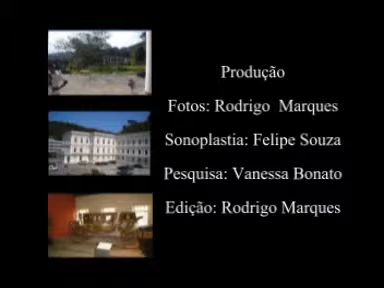 Produção
Fotos: Rodrigo Marques
Sonoplastia: Felipe Souza
Pesquisa: Vanessa Bonato
Edição: Rodrigo Marques